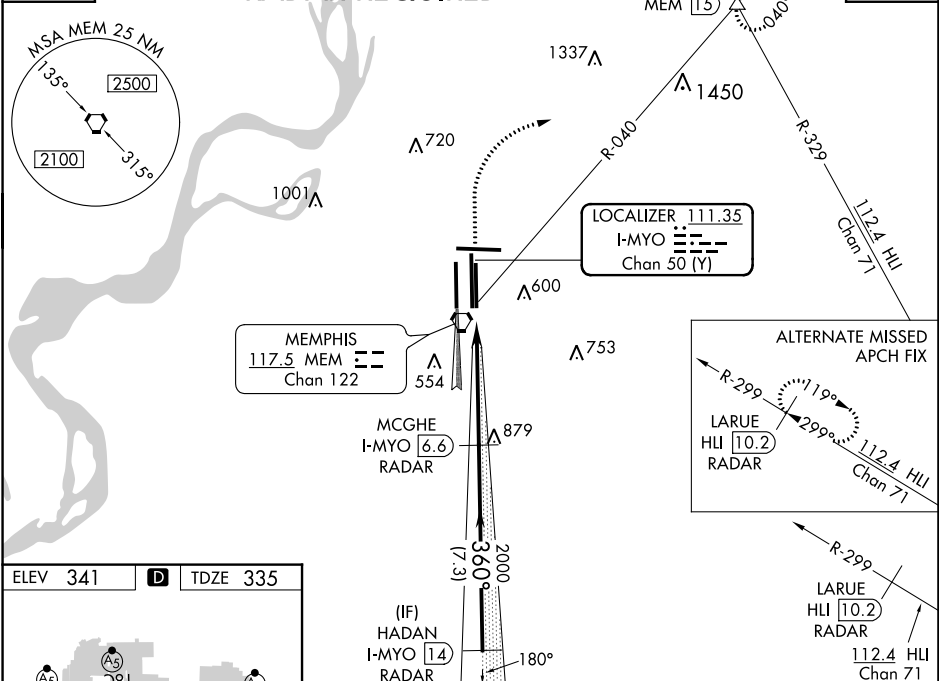 MEM 15
040°
MSA MEM 25 NM
135°
2500
2100
315°
1337
1450
720
1001
R-040
R-329
112.4 HLI
Chan 71
LOCALIZER 111.35
I-MYO
Chan 50 (Y)
600
MEMPHIS
117.5 MEM
Chan 122
554
753
MCGHE
I-MYO 6.6
RADAR
879
ALTERNATE MISSED
APCH FIX
R-299
119°
299°
LARUE
HLI 10.2
RADAR
112.4 HLI
Chan 71
360°
2000
(7.3)
(IF)
HADAN
I-MYO 14
RADAR
180°
R-299
LARUE
HLI 10.2
RADAR
112.4 HLI
Chan 71
ELEV 341
D
TDZE 335
A5
A5